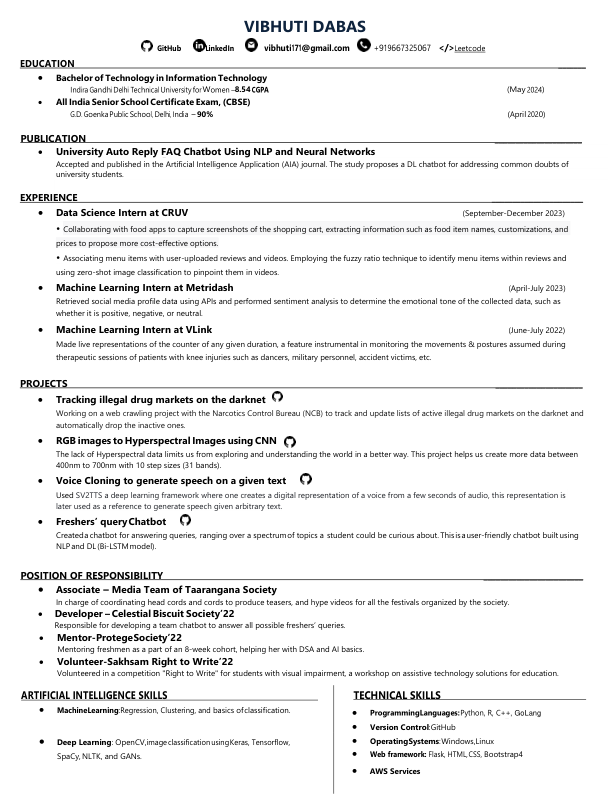 VIBHUTI DABAS
GitHub LinkedIn vibhuti171@gmail.com +919667325067 </>Leetcode
EDUCATION
• Bachelor of Technology in Information Technology
Indira Gandhi Delhi Technical University for Women –8.54 CGPA (May 2024)
• All India Senior School Certificate Exam, (CBSE)
G.D. Goenka Public School, Delhi, India – 90% (April 2020)
PUBLICATION
• University Auto Reply FAQ Chatbot Using NLP and Neural Networks
Accepted and published in the Artificial Intelligence Application (AIA) journal. The study proposes a DL chatbot for addressing common doubts of
university students.
EXPERIENCE
• Data Science Intern at CRUV (September-December 2023)
• Collaborating with food apps to capture screenshots of the shopping cart, extracting information such as food item names, customizations, and
prices to propose more cost-effective options.
• Associating menu items with user-uploaded reviews and videos. Employing the fuzzy ratio technique to identify menu items within reviews and
using zero-shot image classification to pinpoint them in videos.
• Machine Learning Intern at Metridash (April-July 2023)
Retrieved social media profile data using APIs and performed sentiment analysis to determine the emotional tone of the collected data, such as
whether it is positive, negative, or neutral.
• Machine Learning Intern at VLink (June-July 2022)
Made live representations of the counter of any given duration, a feature instrumental in monitoring the movements & postures assumed during
therapeutic sessions of patients with knee injuries such as dancers, military personnel, accident victims, etc.
PROJECTS
• Tracking illegal drug markets on the darknet
Working on a web crawling project with the Narcotics Control Bureau (NCB) to track and update lists of active illegal drug markets on the darknet and
automatically drop the inactive ones.
• RGB images to Hyperspectral Images using CNN
The lack of Hyperspectral data limits us from exploring and understanding the world in a better way. This project helps us create more data between
400nm to 700nm with 10 step sizes (31 bands).
• Voice Cloning to generate speech on a given text
Used SV2TTS a deep learning framework where one creates a digital representation of a voice from a few seconds of audio, this representation is
later used as a reference to generate speech given arbitrary text.
• Freshers' query Chatbot
Created a chatbot for answering queries, ranging over a spectrum of topics a student could be curious about. This is a user-friendly chatbot built using
NLP and DL (Bi-LSTM model).
POSITION OF RESPONSIBILITY
• Associate – Media Team of Taarangana Society
In charge of coordinating head cords and cords to produce teasers, and hype videos for all the festivals organized by the society.
• Developer – Celestial Biscuit Society'22
Responsible for developing a team chatbot to answer all possible freshers' queries.
• Mentor-Protege Society'22
Mentoring freshmen as a part of an 8-week cohort, helping her with DSA and AI basics.
• Volunteer-Sakhsam Right to Write'22
Volunteered in a competition "Right to Write" for students with visual impairment, a workshop on assistive technology solutions for education.
ARTIFICIAL INTELLIGENCE SKILLS
• Machine Learning: Regression, Clustering, and basics of classification.
• Deep Learning: OpenCV, image classification using Keras, Tensorflow,
SpaCy, NLTK, and GANs.
TECHNICAL SKILLS
• Programming Languages: Python, R, C++, GoLang
• Version Control: GitHub
• Operating Systems: Windows, Linux
• Web framework: Flask, HTML, CSS, Bootstrap4
• AWS Services